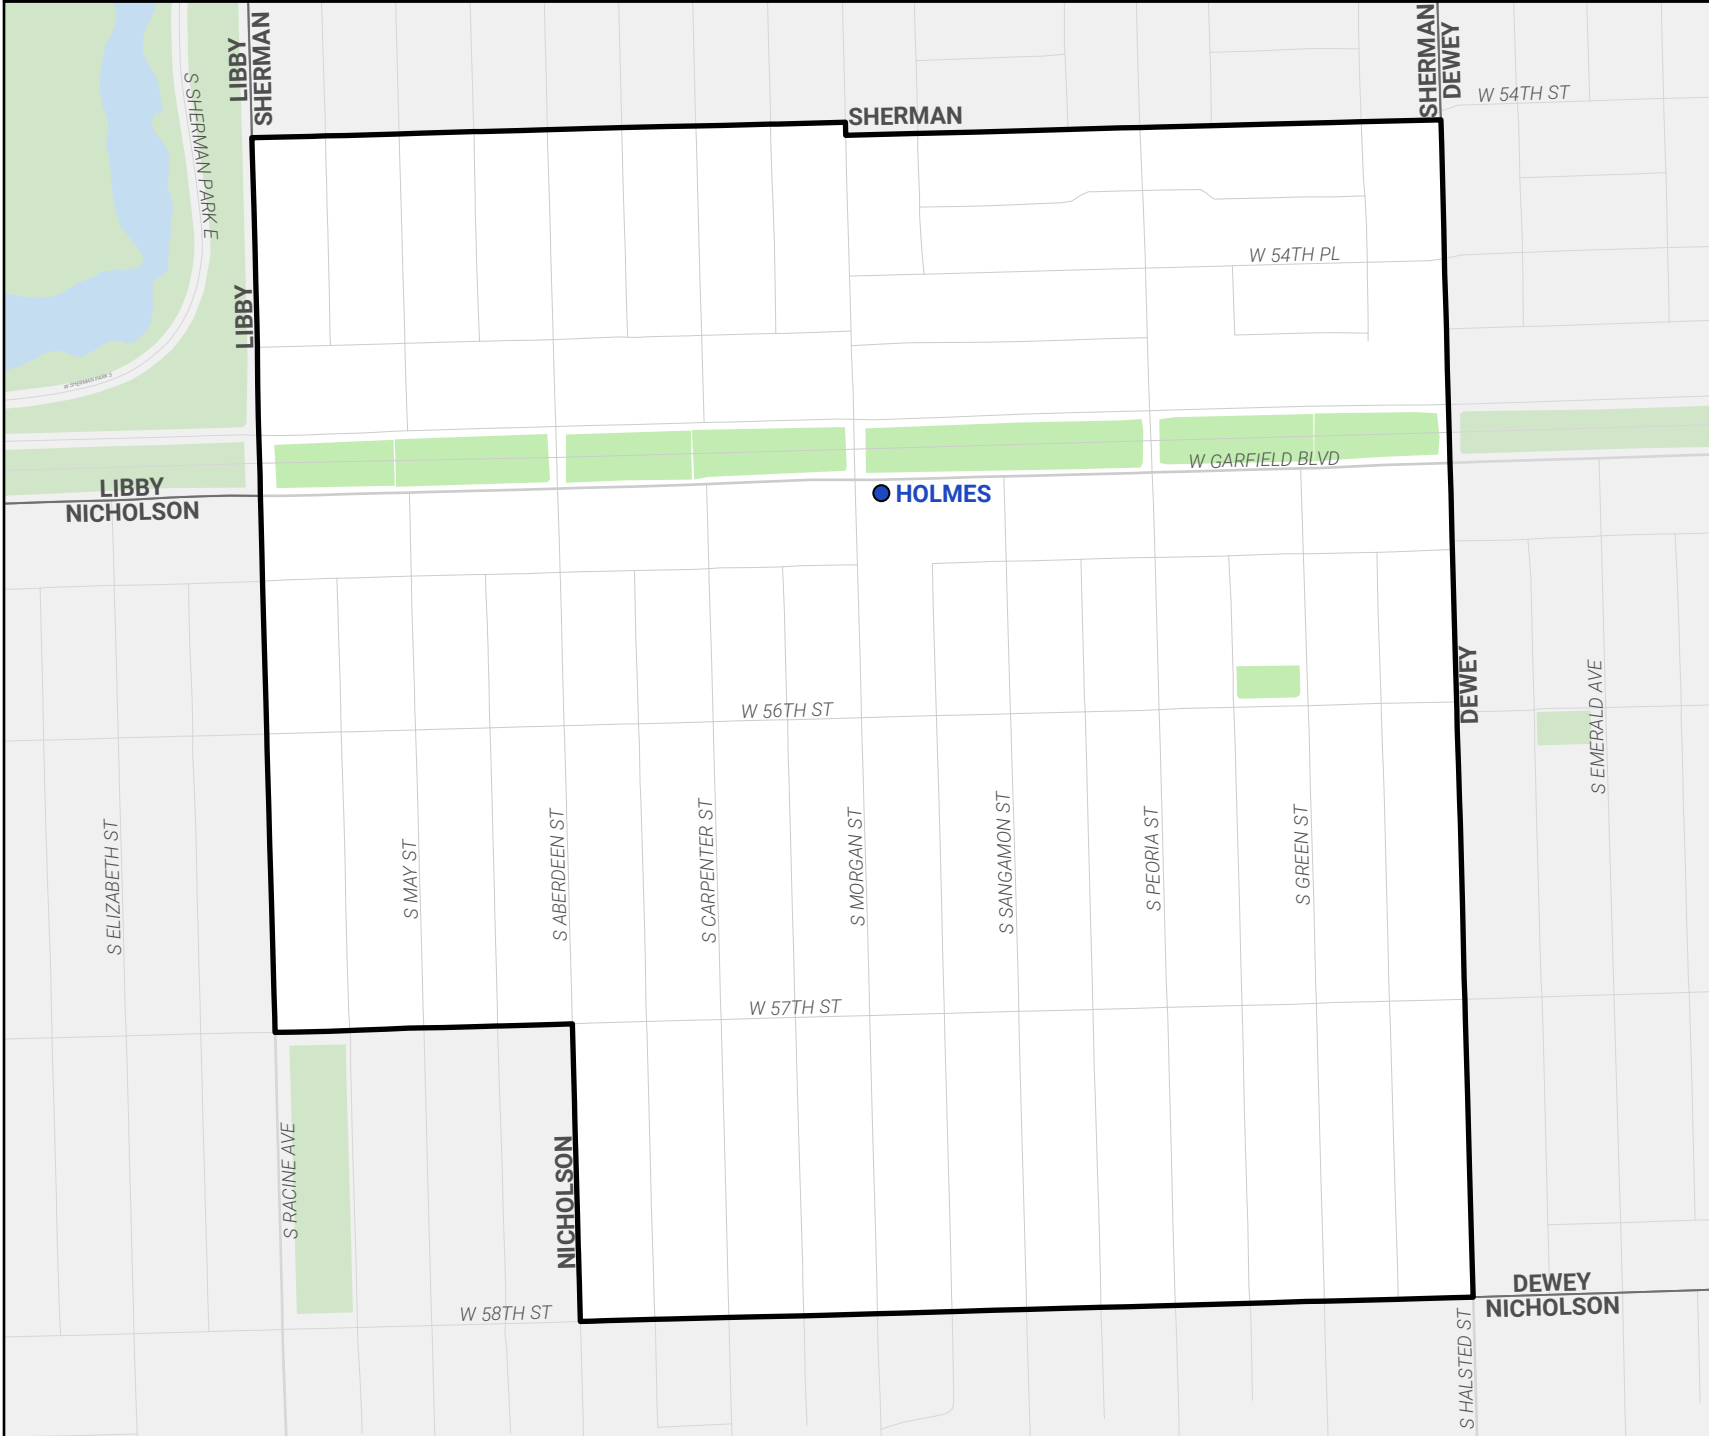 LIBBY
SHERMAN
SHERMAN
DEWEY
S SHERMAN PARK E
SHERMAN
W 54TH ST
W 54TH PL
LIBBY
W SHERMAN PARK S
W GARFIELD BLVD
LIBBY
NICHOLSON
HOLMES
DEWEY
S EMERALD AVE
W 56TH ST
S ELIZABETH ST
S MAY ST
S ABERDEEN ST
S CARPENTER ST
S MORGAN ST
S SANGAMON ST
S PEORIA ST
S GREEN ST
W 57TH ST
S RACINE AVE
NICHOLSON
W 58TH ST
DEWEY
NICHOLSON
S HALSTED ST